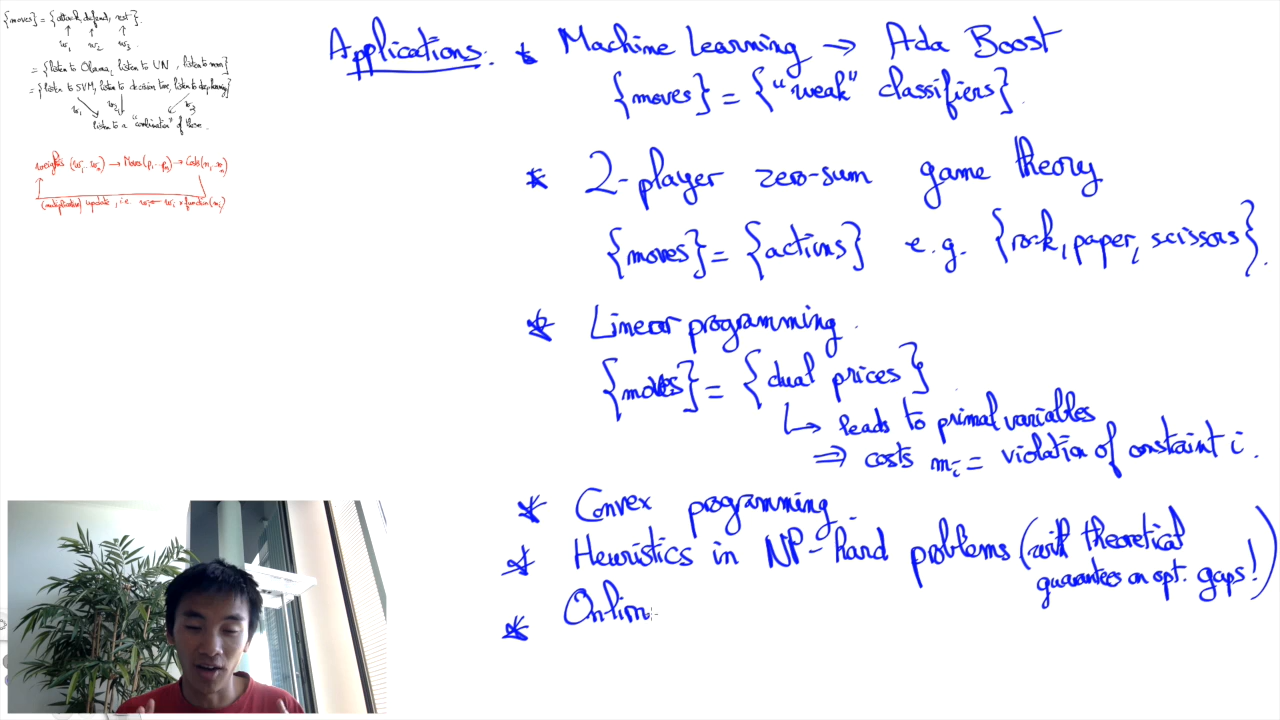 {moves} = {attack, defend, rest}.
w1 w2 w3
= {listen to Obama, listen to UN, listen to mom}
= {listen to SVM, listen to decision tree, listen to deep learning}
w1 w2 w3
listen to a "combination" of these.
weights (w1...wn) → Moves (p1...pn) → Costs (m1...mn)
(multiplicative) update, i.e. wi ← wi × function(mi)
Applications: * Machine Learning → Ada Boost
{moves} = {"weak" classifiers}.
* 2-player zero-sum game theory
{moves} = {actions} e.g. {rock, paper, scissors}.
* Linear programming.
{moves} = {dual prices}
↳ leads to primal variables
⇒ costs mi = violation of constaint i.
* Convex programming
* Heuristics in NP-hard problems (with theoretical
guarantees on opt. gaps!)
* Onlin